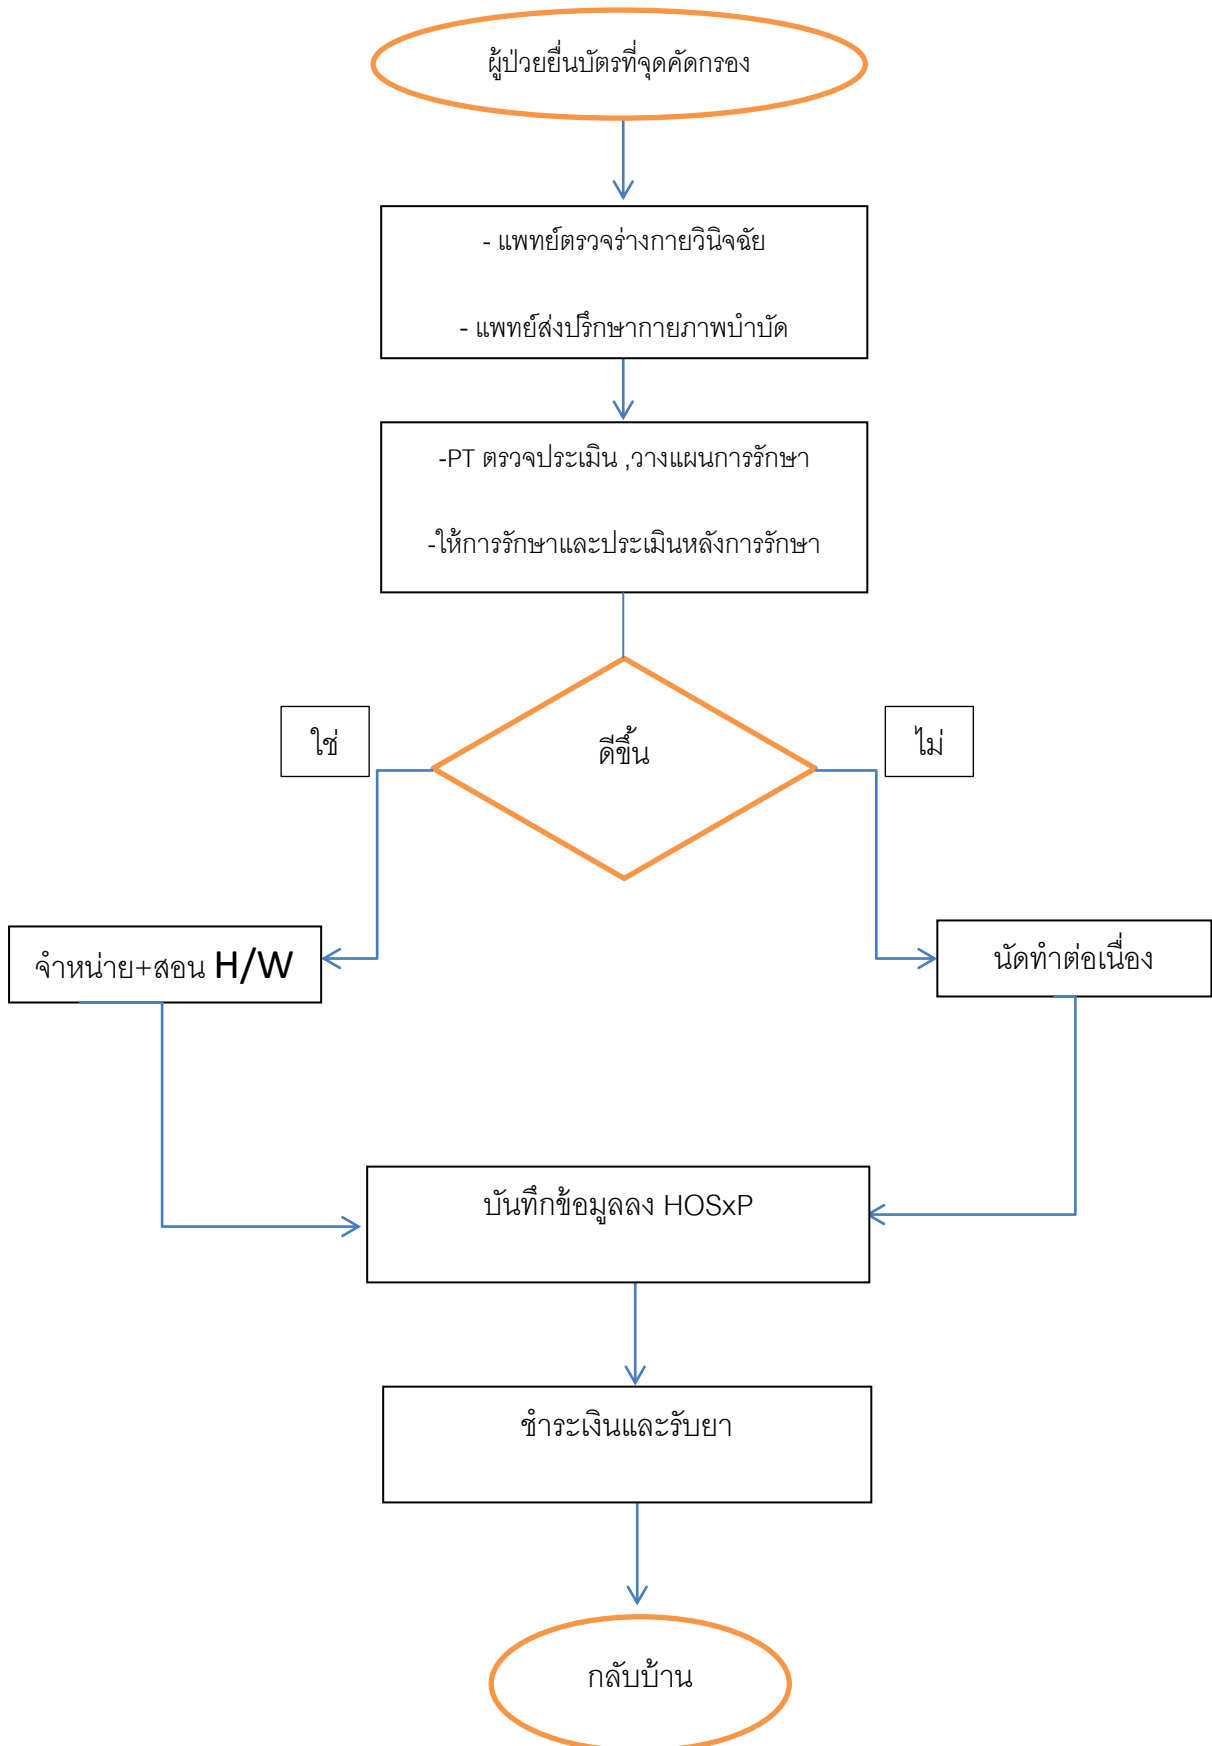 ผู้ป่วยยื่นบัตรที่จุดคัดกรอง
- แพทย์ตรวจร่างกายวินิจฉัย
- แพทย์ส่งปรึกษากายภาพบำบัด
-PT ตรวจประเมิน ,วางแผนการรักษา
-ให้การรักษาและประเมินหลังการรักษา
ใช่
ดีขึ้น
ไม่
จำหน่าย+สอน H/W
นัดทำต่อเนื่อง
บันทึกข้อมูลลง HOSxP
ชำระเงินและรับยา
กลับบ้าน